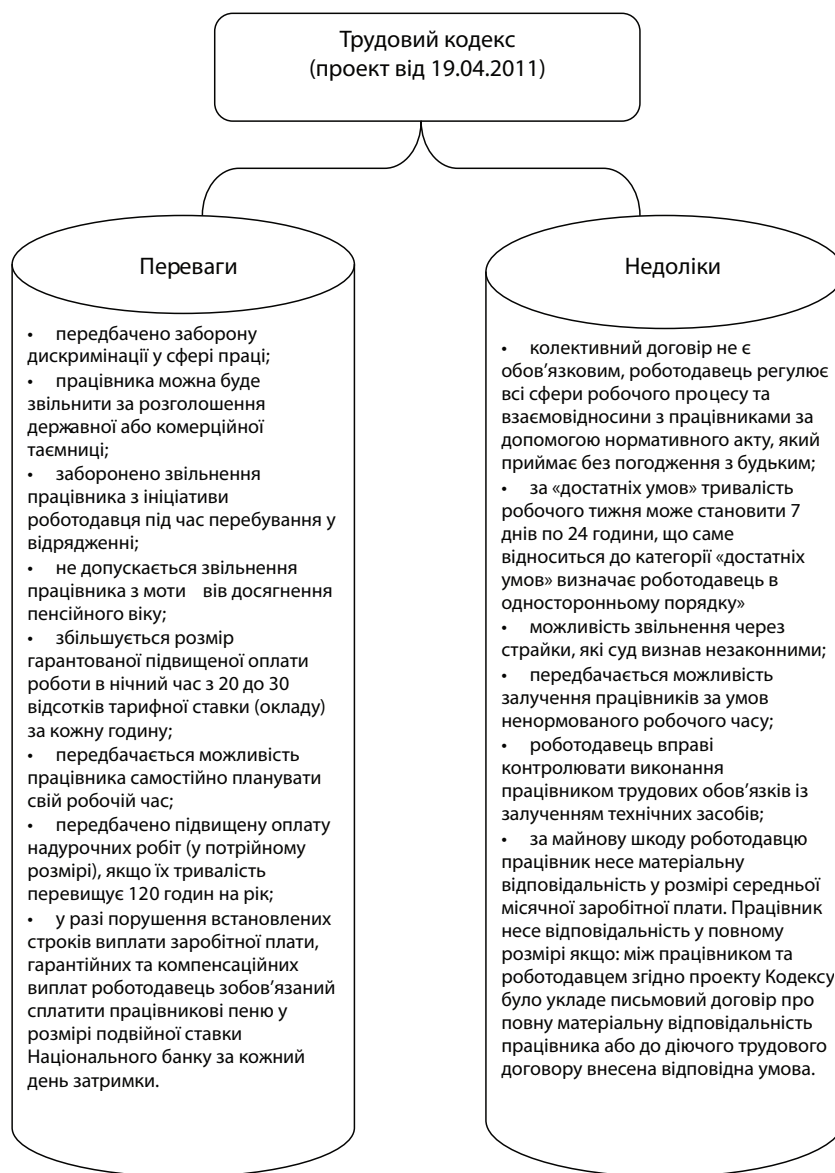 Трудовий кодекс
(проект від 19.04.2011)
Переваги
• передбачено заборону
дискримінації у сфері праці;
• працівника можна буде
звільнити за розголошення
державної або комерційної
таємниці;
• заборонено звільнення
працівника з ініціативи
роботодавця під час перебування у
відрядженні;
• не допускається звільнення
працівника з моти вів досягнення
пенсійного віку;
• збільшується розмір
гарантованої підвищеної оплати
роботи в нічний час з 20 до 30
відсотків тарифної ставки (окладу)
за кожну годину;
• передбачається можливість
працівника самостійно планувати
свій робочій час;
• передбачено підвищену оплату
надурочних робіт (у потрійному
розмірі), якщо їх тривалість
перевищує 120 годин на рік;
• у разі порушення встановлених
строків виплати заробітної плати,
гарантійних та компенсаційних
виплат роботодавець зобов’язаний
сплатити працівникові пеню у
розмірі подвійної ставки
Національного банку за кожний
день затримки.
Недоліки
• колективний договір не є
обов’язковим, роботодавець регулює
всі сфери робочого процесу та
взаємовідносини з працівниками за
допомогою нормативного акту, який
приймає без погодження з будьким;
• за «достатніх умов» тривалість
робочого тижня може становити 7
днів по 24 години, що саме
відноситься до категорії «достатніх
умов» визначає роботодавець в
односторонньому порядку»
• можливість звільнення через
страйки, які суд визнав незаконними;
• передбачається можливість
залучення працівників за умов
ненормованого робочого часу;
• роботодавець вправі
контролювати виконання
працівником трудових обов’язків із
залученням технічних засобів;
• за майнову шкоду роботодавцю
працівник несе матеріальну
відповідальність у розмірі середньої
місячної заробітної плати. Працівник
несе відповідальність у повному
розмірі якщо: між працівником та
роботодавцем згідно проекту Кодексу
було укладе письмовий договір про
повну матеріальну відповідальність
працівника або до діючого трудового
договору внесена відповідна умова.